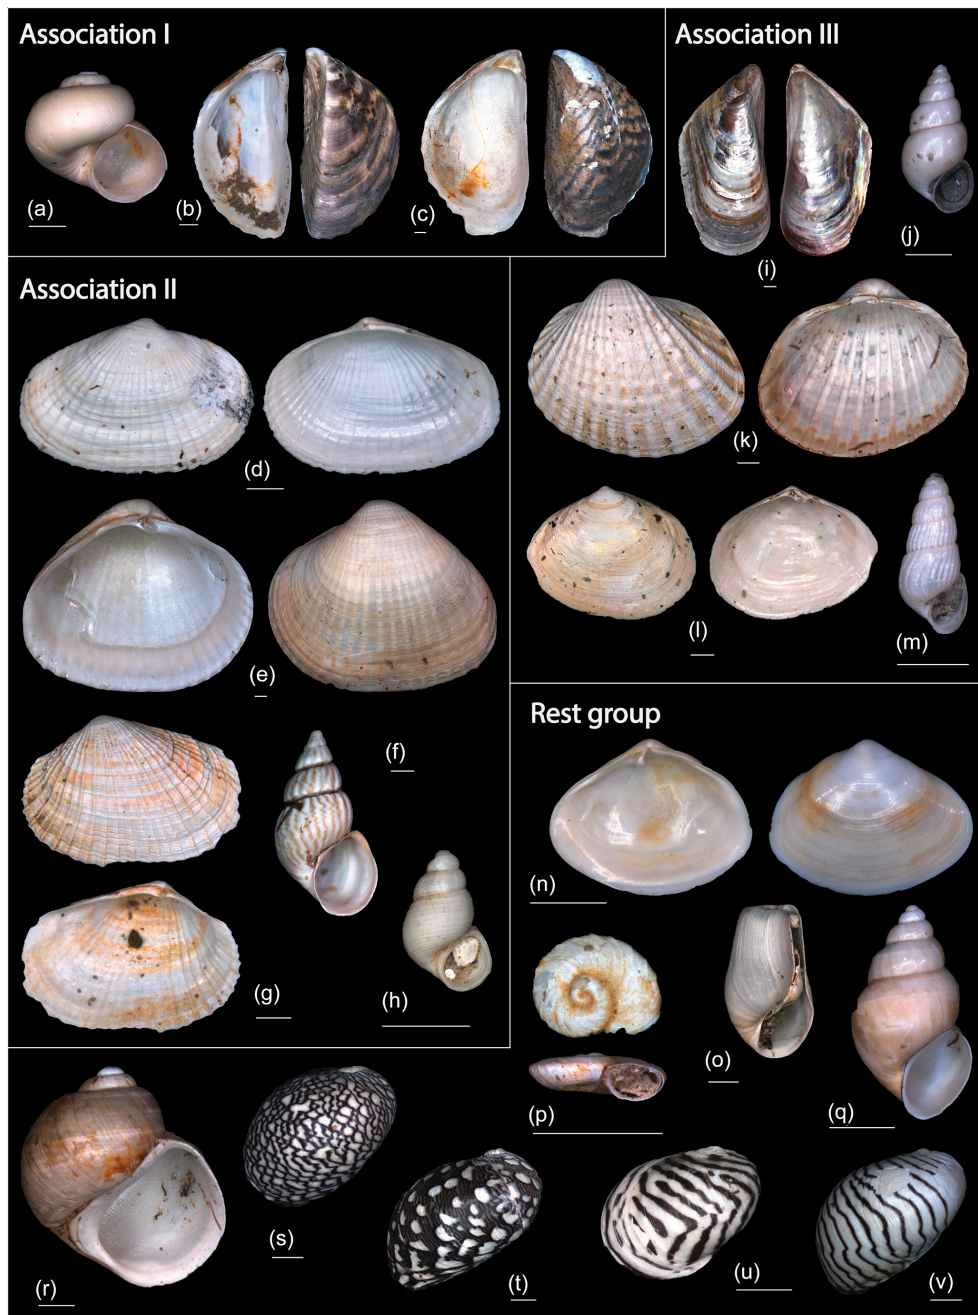 Association I
Association III
(a)
(b)
(c)
(i)
(j)
Association II
(d)
(k)
(e)
(l)
(m)
Rest group
(f)
(n)
(g)
(h)
(o)
(p)
(q)
(r)
(s)
(t)
(u)
(v)